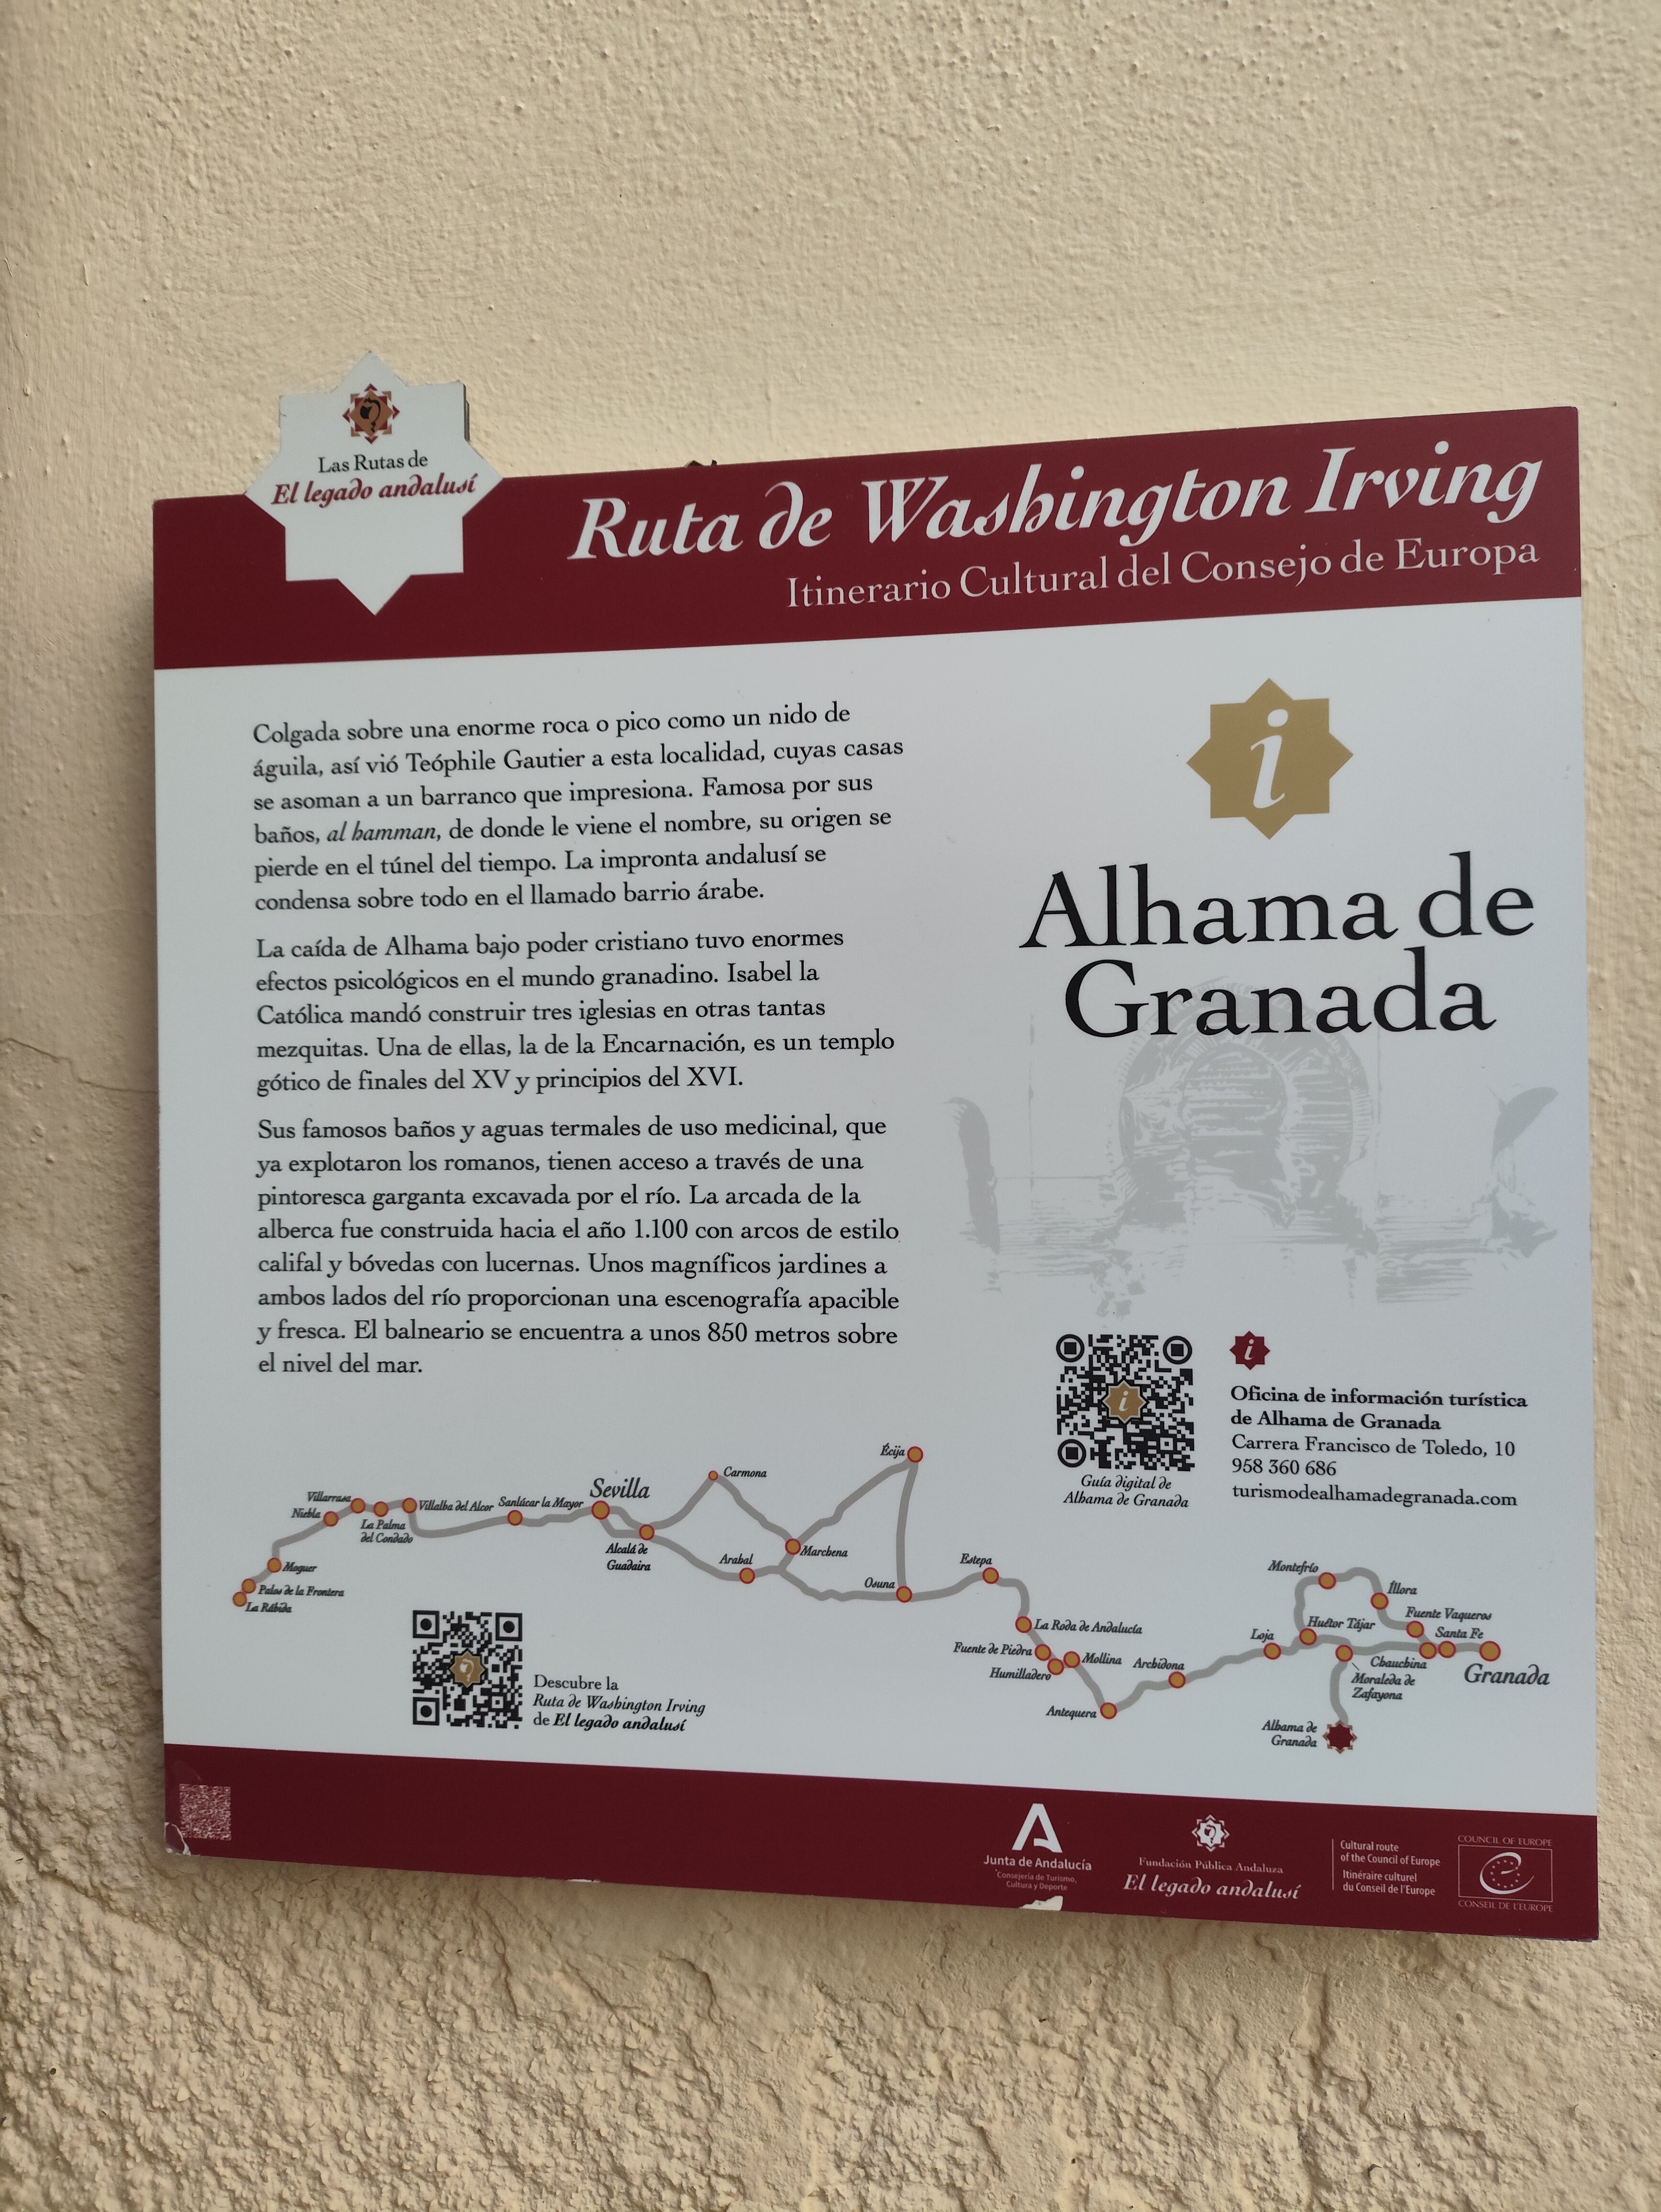 Las Rutas de
El legado andalusí
Ruta de Washington Irving
Itinerario Cultural del Consejo de Europa
Colgada sobre una enorme roca o pico como un nido de
águila, así vió Teóphile Gautier a esta localidad, cuyas casas
se asoman a un barranco que impresiona. Famosa por sus
baños, al hamman, de donde le viene el nombre, su origen se
pierde en el túnel del tiempo. La impronta andalusí se
condensa sobre todo en el llamado barrio árabe.
La caída de Alhama bajo poder cristiano tuvo enormes
efectos psicológicos en el mundo granadino. Isabel la
Católica mandó construir tres iglesias en otras tantas
mezquitas. Una de ellas, la de la Encarnación, es un templo
gótico de finales del XV y principios del XVI.
Sus famosos baños y aguas termales de uso medicinal, que
ya explotaron los romanos, tienen acceso a través de una
pintoresca garganta excavada por el río. La arcada de la
alberca fue construida hacia el año 1.100 con arcos de estilo
califal y bóvedas con lucernas. Unos magníficos jardines a
ambos lados del río proporcionan una escenografía apacible
y fresca. El balneario se encuentra a unos 850 metros sobre
el nivel del mar.
i
Alhama de
Granada
i
Guía digital de
Alhama de Granada
i
Oficina de información turística
de Alhama de Granada
Carrera Francisco de Toledo, 10
958 360 686
turismodealhamadegranada.com
La Rábida
Palos de la Frontera
Moguer
Niebla
Villarrasa
La Palma
del Condado
Villalba del Alcor
Sanlúcar la Mayor
Sevilla
Alcalá de
Guadaira
Carmona
Arabal
Marchena
Écija
Osuna
Estepa
La Roda de Andalucía
Fuente de Piedra
Humilladero
Mollina
Antequera
Archidona
Loja
Huétor Tájar
Montefrío
Íllora
Fuente Vaqueros
Santa Fe
Chauchina
Moraleda de
Zafayona
Granada
Alhama de
Granada
Descubre la
Ruta de Washington Irving
de El legado andalusí
Junta de Andalucía
Consejería de Turismo,
Cultura y Deporte
Fundación Pública Andaluza
El legado andalusí
Cultural route
of the Council of Europe
Itinéraire culturel
du Conseil de l'Europe
COUNCIL OF EUROPE
CONSEIL DE L'EUROPE